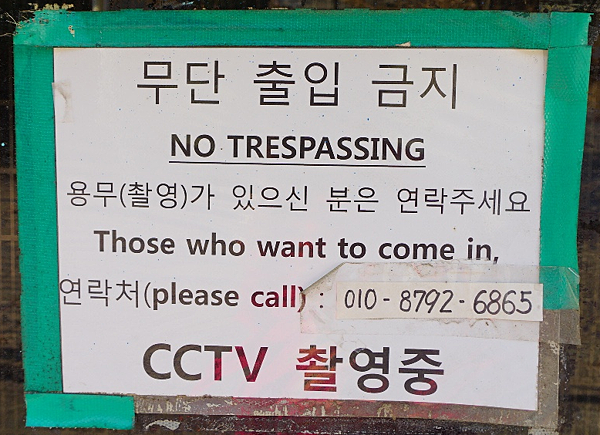 무단 출입 금지
NO TRESPASSING
용무(촬영)가 있으신 분은 연락주세요
Those who want to come in,
연락처(please call) : 010 - 8792 - 6865
CCTV 촬영중